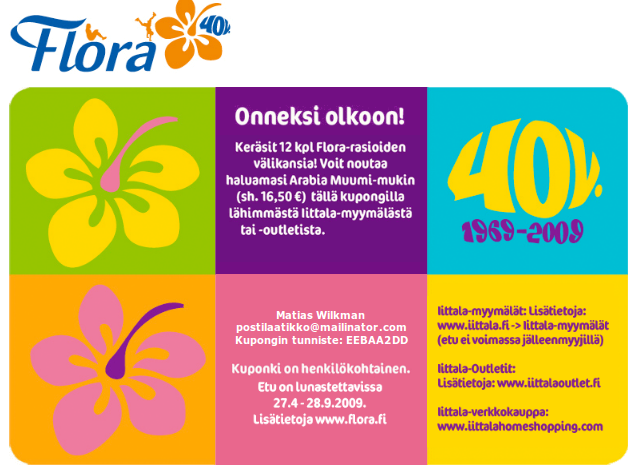 Flora 40v.
Onneksi olkoon!
Keräsit 12 kpl Flora-rasioiden
välikansia! Voit noutaa
haluamasi Arabia Muumi-mukin
(sh. 16,50 €) tällä kupongilla
lähimmästä Iittala-myymälästä
tai -outletista.
40v.
1969-2009
Matias Wilkman
postilaatikko@mailinator.com
Kupongin tunniste: EEBAA2DD
Kuponki on henkilökohtainen.
Etu on lunastettavissa
27.4 - 28.9.2009.
Lisätietoja www.flora.fi
Iittala-myymälät: Lisätietoja:
www.iittala.fi -> Iittala-myymälät
(etu ei voimassa jälleenmyyjillä)
Iittala-Outletit:
Lisätietoja: www.iittalaoutlet.fi
Iittala-verkkokauppa:
www.iittalahomeshopping.com